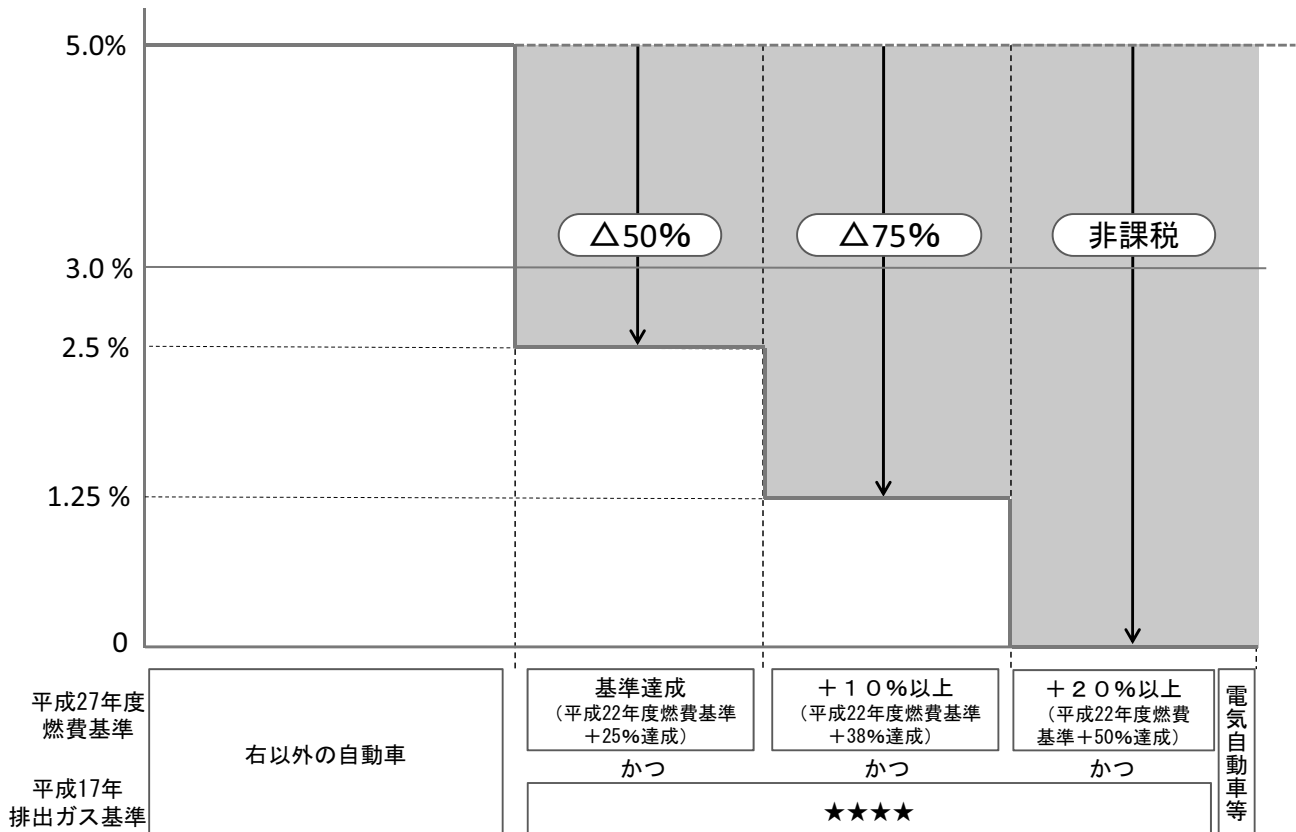 5.0%
△50%
△75%
非課税
3.0 %
2.5 %
1.25 %
0
平成27年度
燃費基準
平成17年
排出ガス基準
右以外の自動車
基準達成
（平成22年度燃費基準
＋25%達成）
かつ
＋１０%以上
（平成22年度燃費基準
＋38%達成）
かつ
＋２０%以上
（平成22年度燃費
基準＋50%達成）
かつ
★★★★
電気自動車等